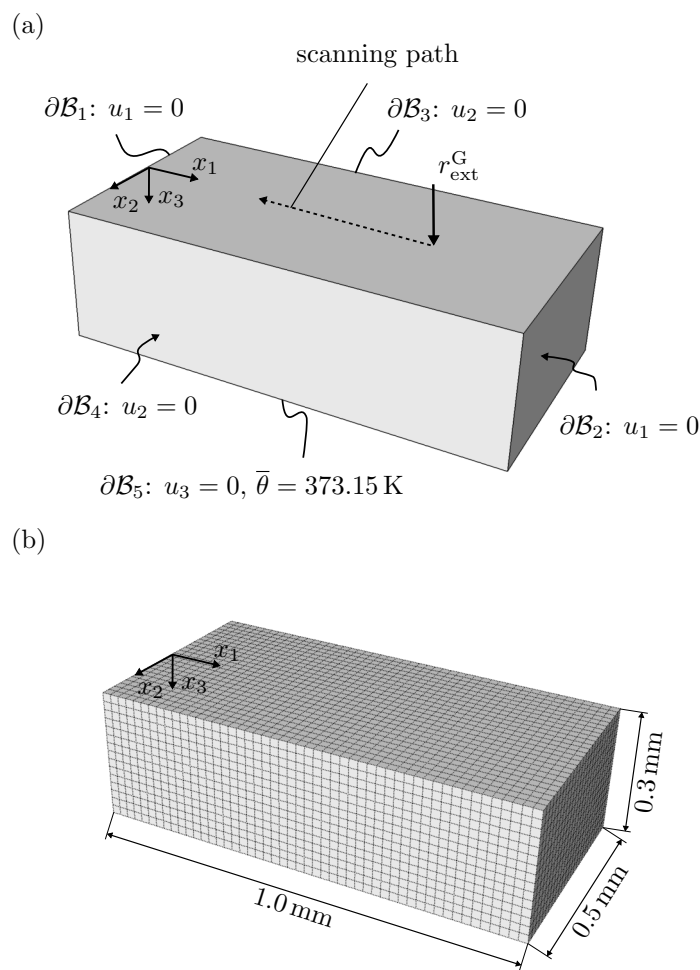 (a)
scanning path
∂ℬ₁: u₁ = 0
∂ℬ₃: u₂ = 0
r_ext^G
x₁
x₂
x₃
∂ℬ₄: u₂ = 0
∂ℬ₂: u₁ = 0
∂ℬ₅: u₃ = 0, θ̅ = 373.15 K
(b)
x₁
x₂
x₃
0.3 mm
1.0 mm
0.5 mm